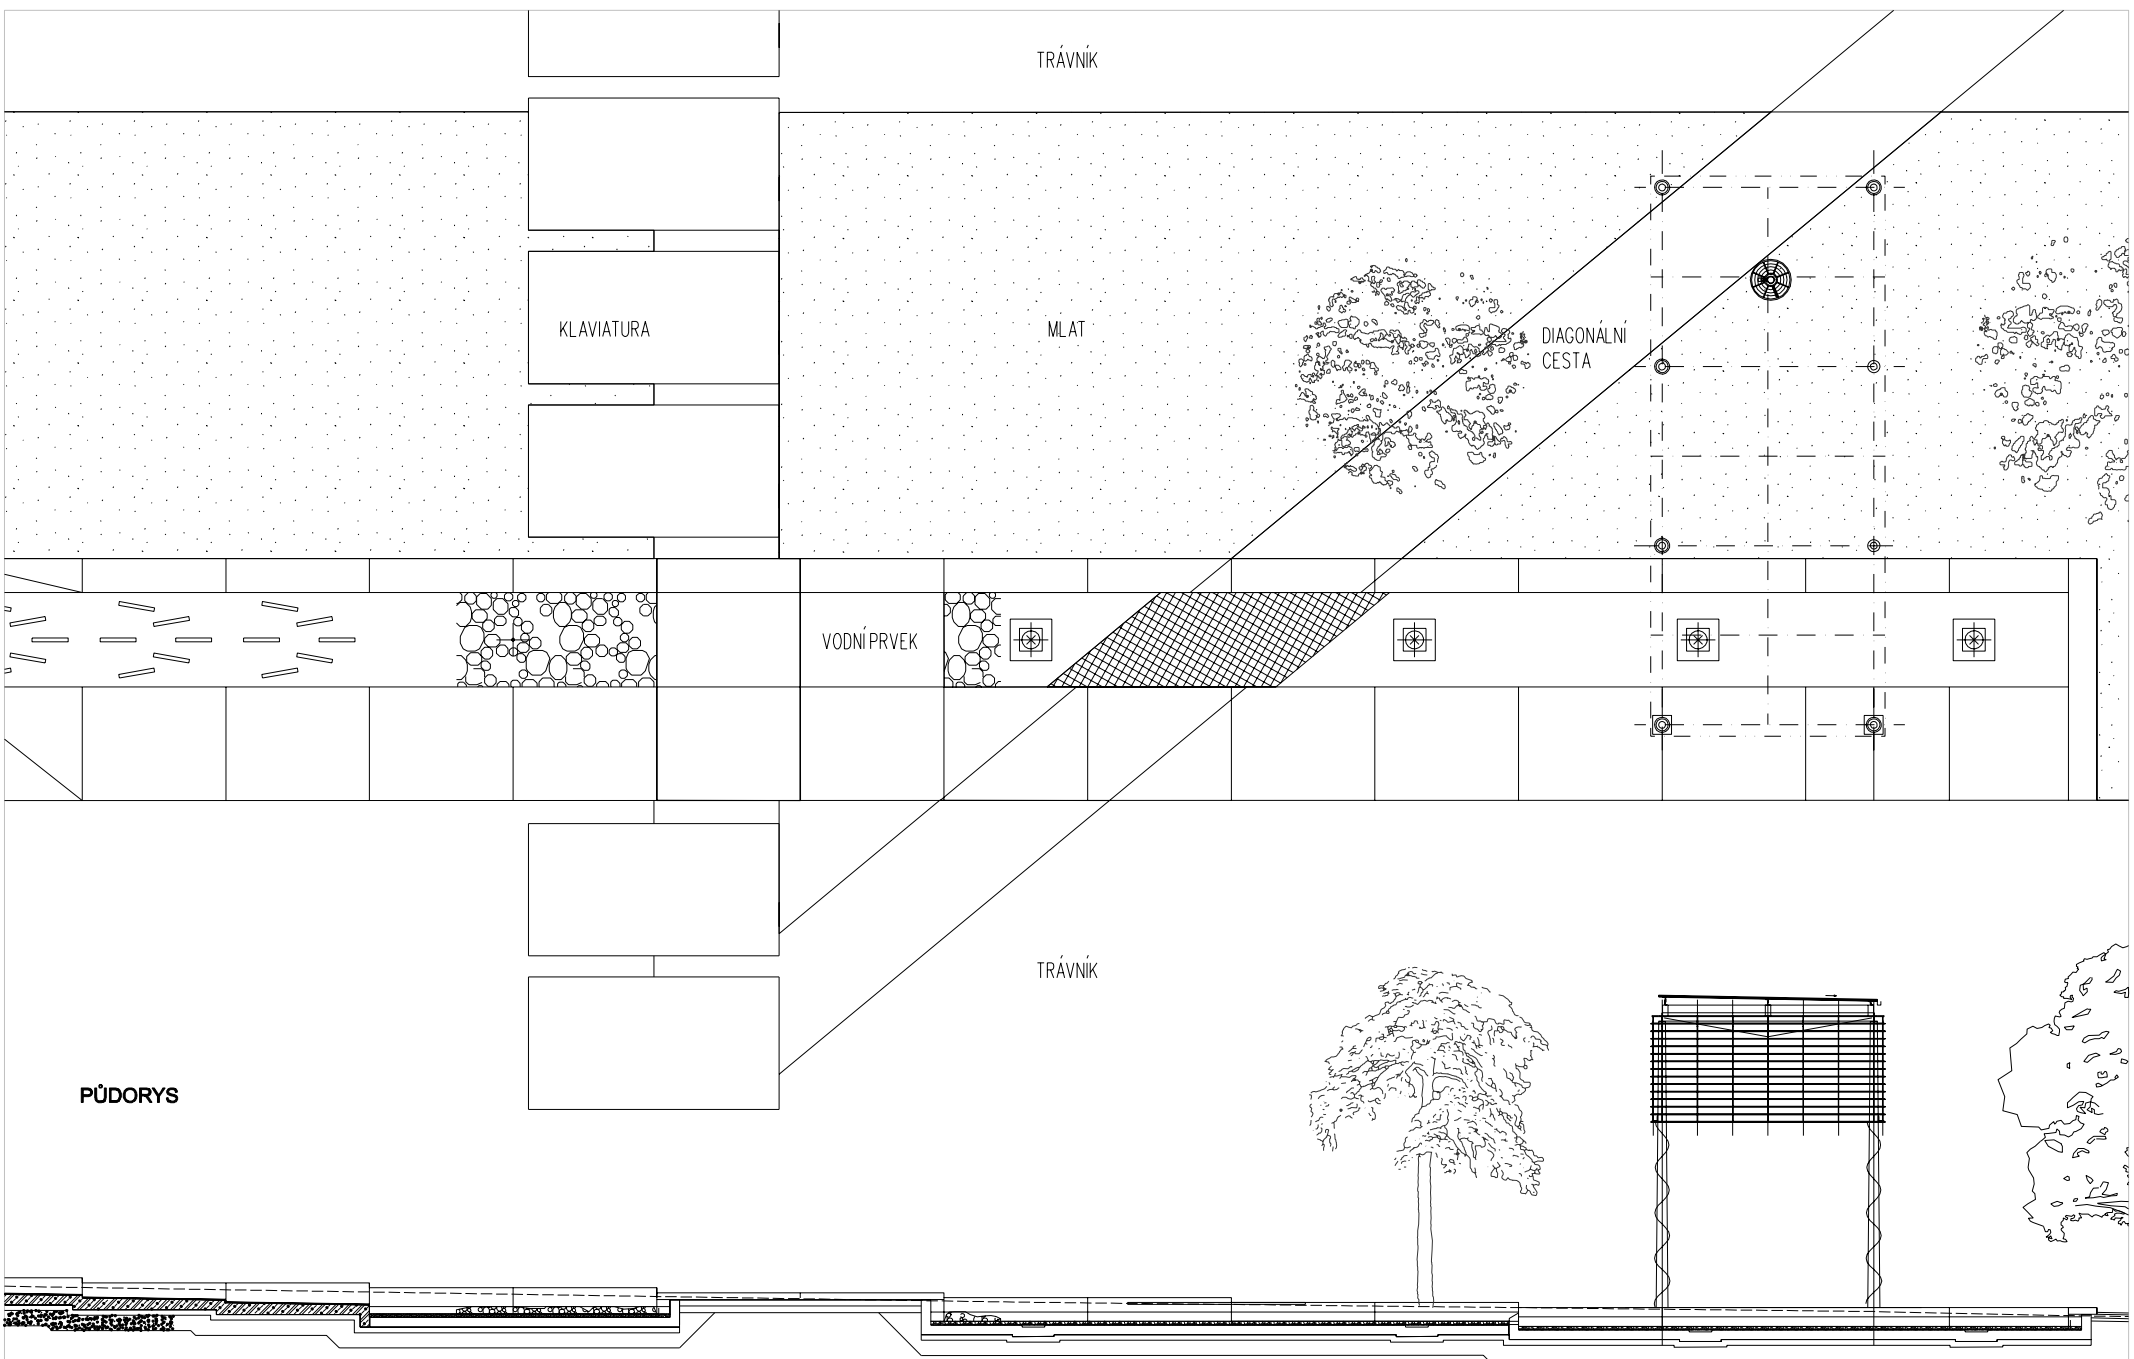 TRÁVNÍK
KLAVIATURA
MLAT
DIAGONÁLNÍ
CESTA
VODNÍ PRVEK
TRÁVNÍK
PŮDORYS